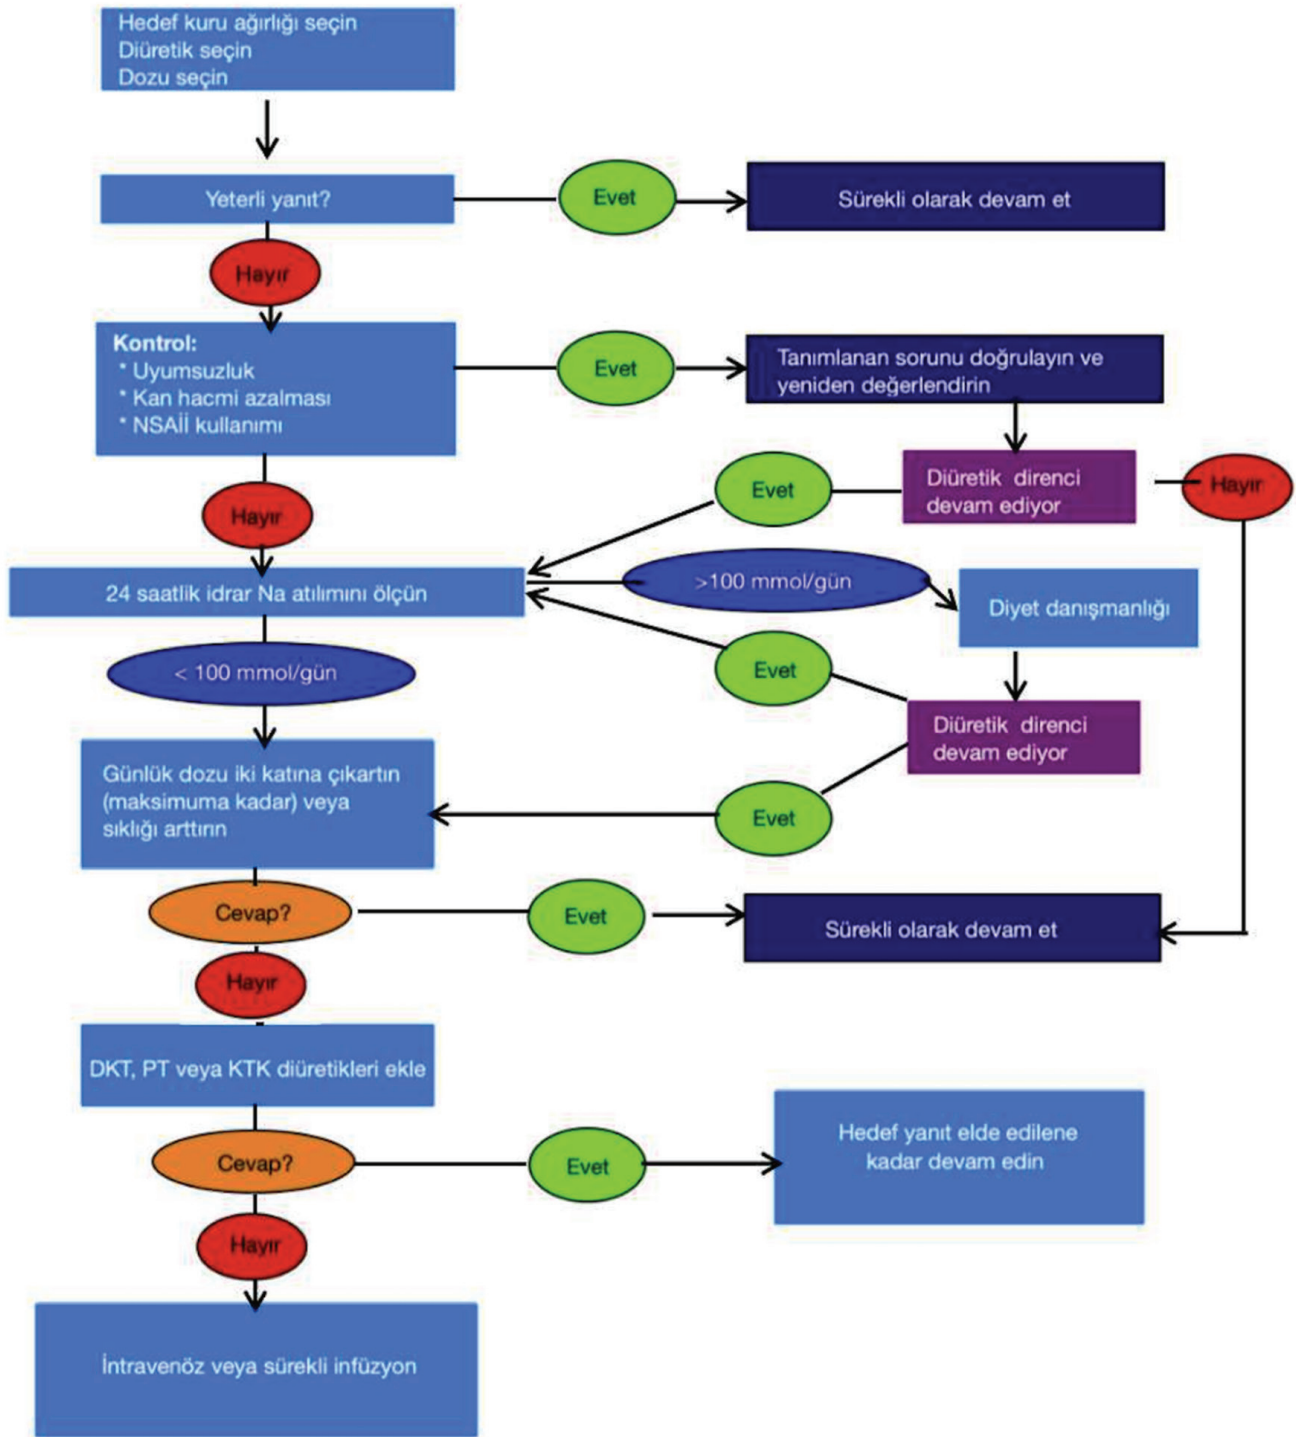 Hedef kuru ağırlığı seçin
Diüretik seçin
Dozu seçin
Yeterli yanıt?
Evet
Sürekli olarak devam et
Hayır
Kontrol:
* Uyumsuzluk
* Kan hacmi azalması
* NSAİİ kullanımı
Evet
Tanımlanan sorunu doğrulayın ve
yeniden değerlendirin
Diüretik direnci
devam ediyor
Evet
Hayır
Hayır
24 saatlik idrar Na atılımını ölçün
>100 mmol/gün
Diyet danışmanlığı
< 100 mmol/gün
Evet
Diüretik direnci
devam ediyor
Günlük dozu iki katına çıkartın
(maksimuma kadar) veya
sıklığı arttırın
Evet
Cevap?
Evet
Sürekli olarak devam et
Hayır
DKT, PT veya KTK diüretikleri ekle
Cevap?
Evet
Hedef yanıt elde edilene
kadar devam edin
Hayır
İntravenöz veya sürekli infüzyon